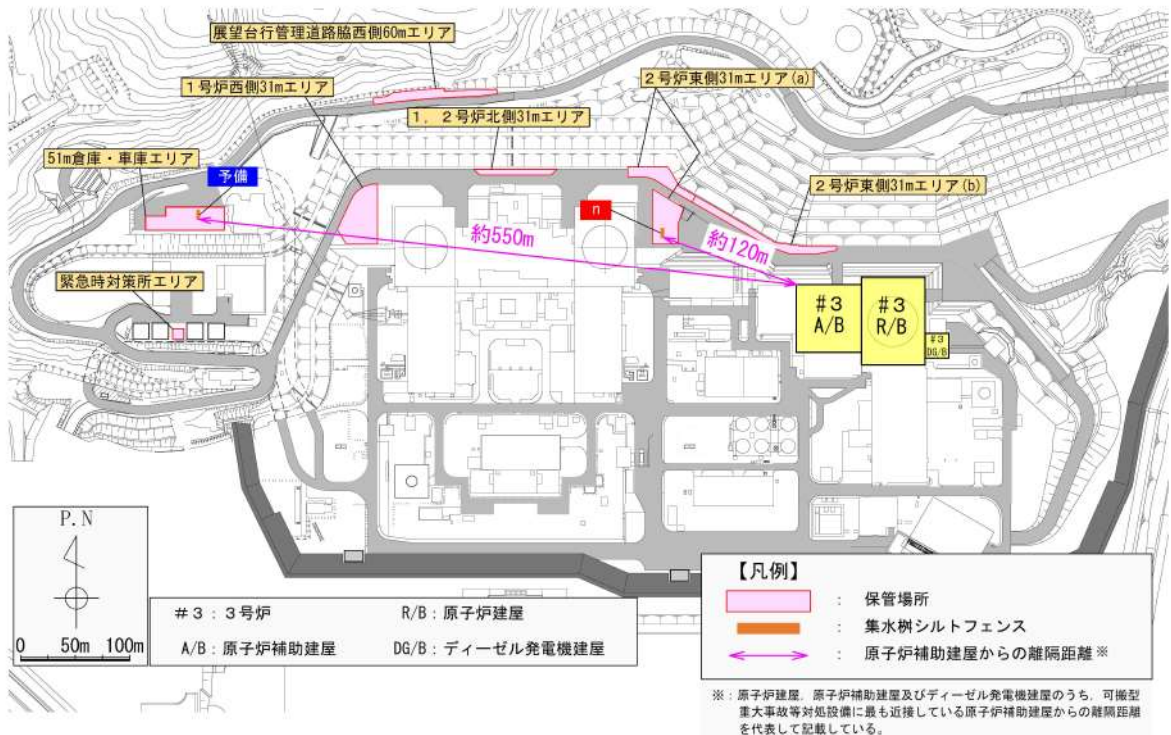 展望台行管理道路脇西側60mエリア
1号炉西側31mエリア
2号炉東側31mエリア(a)
1,2号炉北側31mエリア
51m倉庫・車庫エリア
予備
2号炉東側31mエリア(b)
n
約550m
約120m
緊急時対策所エリア
#3
A/B
#3
R/B
#3
DG/B
P.N
0 50m 100m
#3:3号炉 R/B:原子炉建屋
A/B:原子炉補助建屋 DG/B:ディーゼル発電機建屋
【凡例】
: 保管場所
: 集水桝シルトフェンス
: 原子炉補助建屋からの離隔距離※
※:原子炉建屋,原子炉補助建屋及びディーゼル発電機建屋のうち,可搬型
重大事故等対処設備に最も近接している原子炉補助建屋からの離隔距離
を代表して記載している。